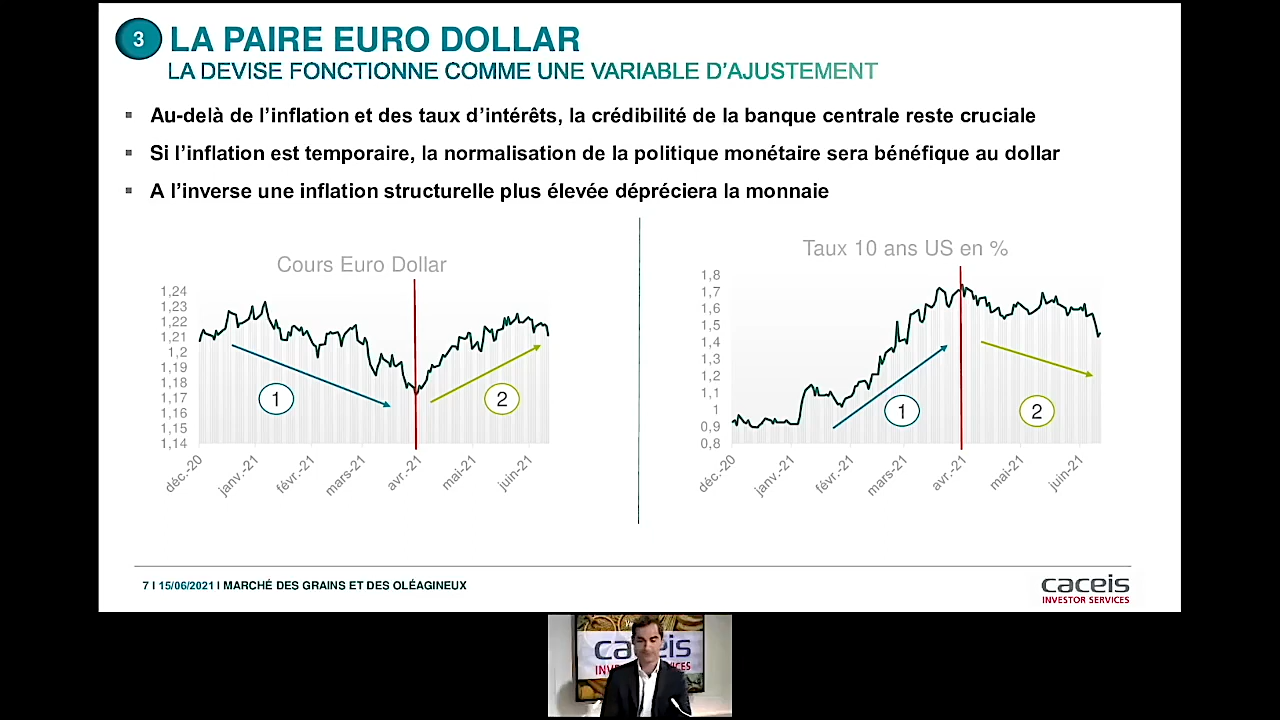 3 LA PAIRE EURO DOLLAR
LA DEVISE FONCTIONNE COMME UNE VARIABLE D'AJUSTEMENT
Au-delà de l'inflation et des taux d'intérêts, la crédibilité de la banque centrale reste cruciale
Si l'inflation est temporaire, la normalisation de la politique monétaire sera bénéfique au dollar
A l'inverse une inflation structurelle plus élevée dépréciera la monnaie
Cours Euro Dollar
1,24
1,23
1,22
1,21
1,2
1,19
1,18
1,17
1,16
1,15
1,14
1
2
déc.-20
janv.-21
févr.-21
mars-21
avr.-21
mai-21
juin-21
Taux 10 ans US en %
1,8
1,7
1,6
1,5
1,4
1,3
1,2
1,1
1
0,9
0,8
1
2
déc.-20
janv.-21
févr.-21
mars-21
avr.-21
mai-21
juin-21
7 I 15/06/2021 I MARCHÉ DES GRAINS ET DES OLÉAGINEUX
caceis
INVESTOR SERVICES